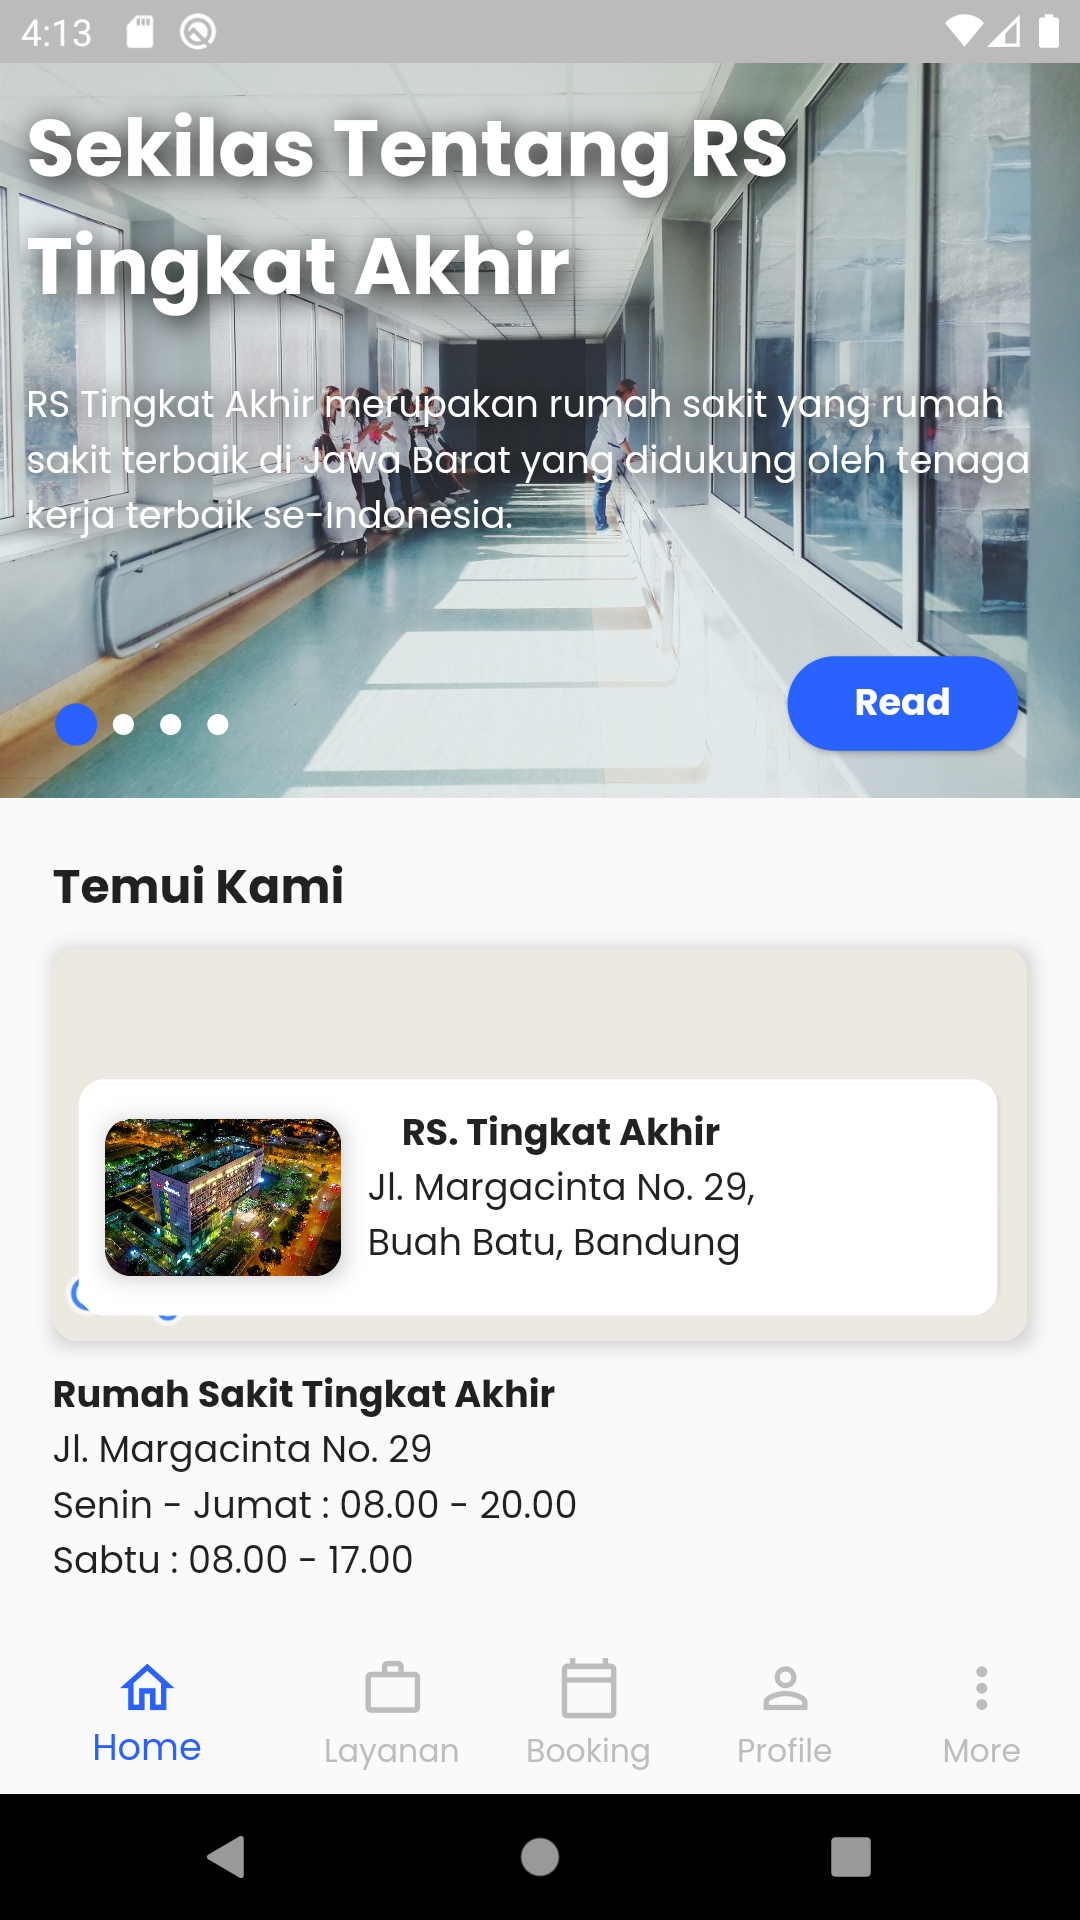 4:13
Sekilas Tentang RS
Tingkat Akhir
RS Tingkat Akhir merupakan rumah sakit yang rumah
sakit terbaik di Jawa Barat yang didukung oleh tenaga
kerja terbaik se-Indonesia.
Read
Temui Kami
RS. Tingkat Akhir
Jl. Margacinta No. 29,
Buah Batu, Bandung
Rumah Sakit Tingkat Akhir
Jl. Margacinta No. 29
Senin - Jumat : 08.00 - 20.00
Sabtu : 08.00 - 17.00
Home
Layanan
Booking
Profile
More